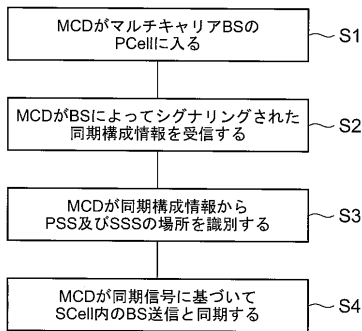 MCDがマルチキャリアBSの
PCellに入る
S1
MCDがBSによってシグナリングされた
同期構成情報を受信する
S2
MCDが同期構成情報から
PSS及びSSSの場所を識別する
S3
MCDが同期信号に基づいて
SCell内のBS送信と同期する
S4